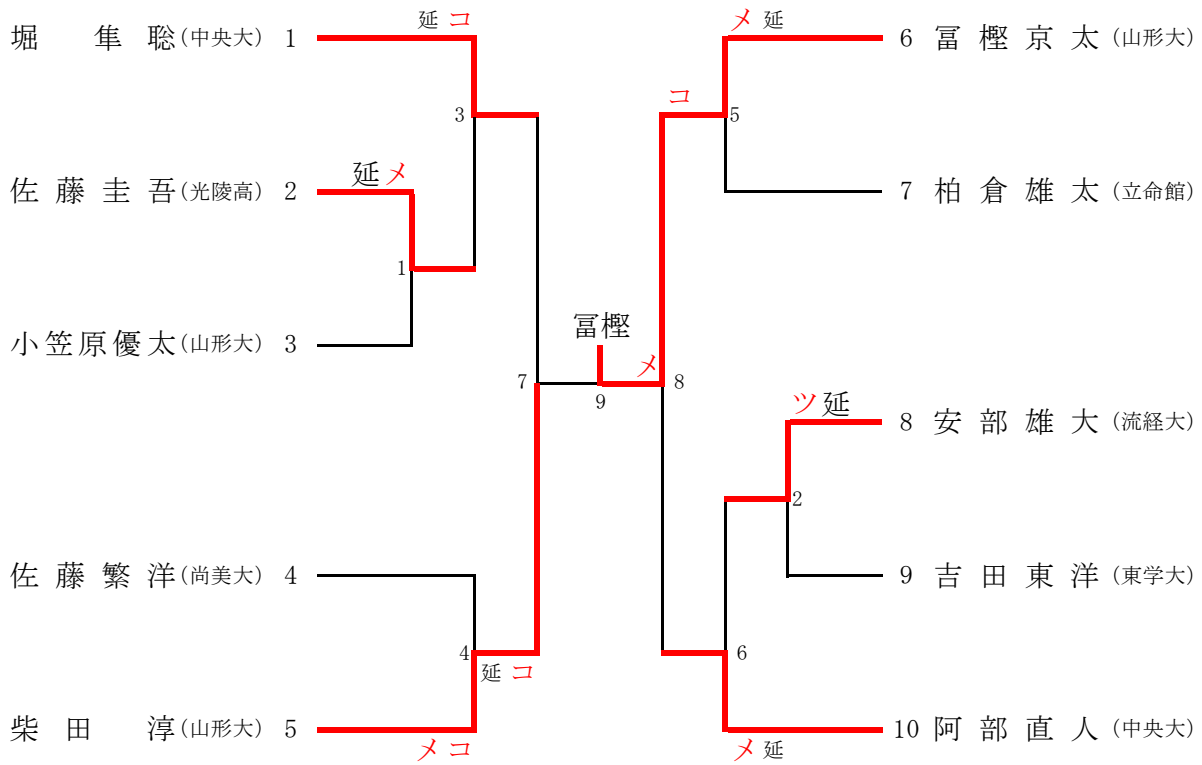 延 コ
堀 隼 聡 (中央大) 1
3
延 メ
佐 藤 圭 吾 (光陵高) 2
1
小笠原優太 (山形大) 3
佐 藤 繁 洋 (尚美大) 4
4
延 コ
柴 田 淳 (山形大) 5
メ コ
7
冨樫
メ
9
8
メ 延
6 冨 樫 京 太 (山形大)
コ
5
7 柏 倉 雄 太 (立命館)
ツ 延
8 安 部 雄 大 (流経大)
2
9 吉 田 東 洋 (東学大)
6
10 阿 部 直 人 (中央大)
メ 延